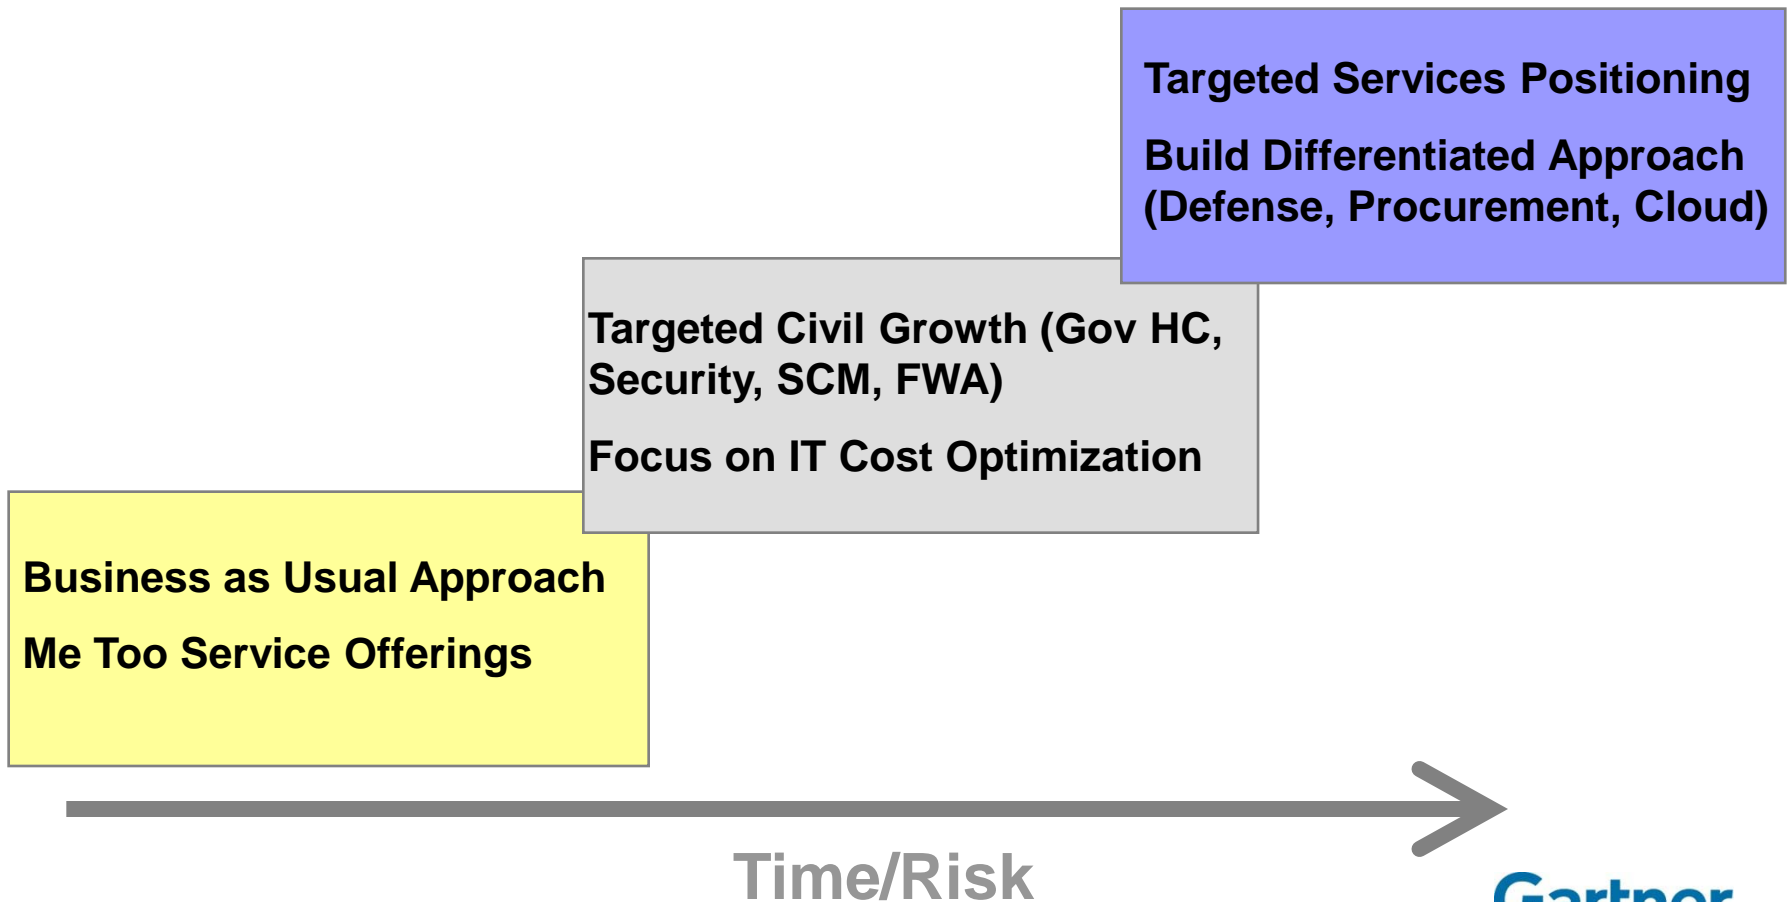 Targeted Services Positioning
Build Differentiated Approach
(Defense, Procurement, Cloud)
Targeted Civil Growth (Gov HC,
Security, SCM, FWA)
Focus on IT Cost Optimization
Business as Usual Approach
Me Too Service Offerings
Time/Risk
Gartner